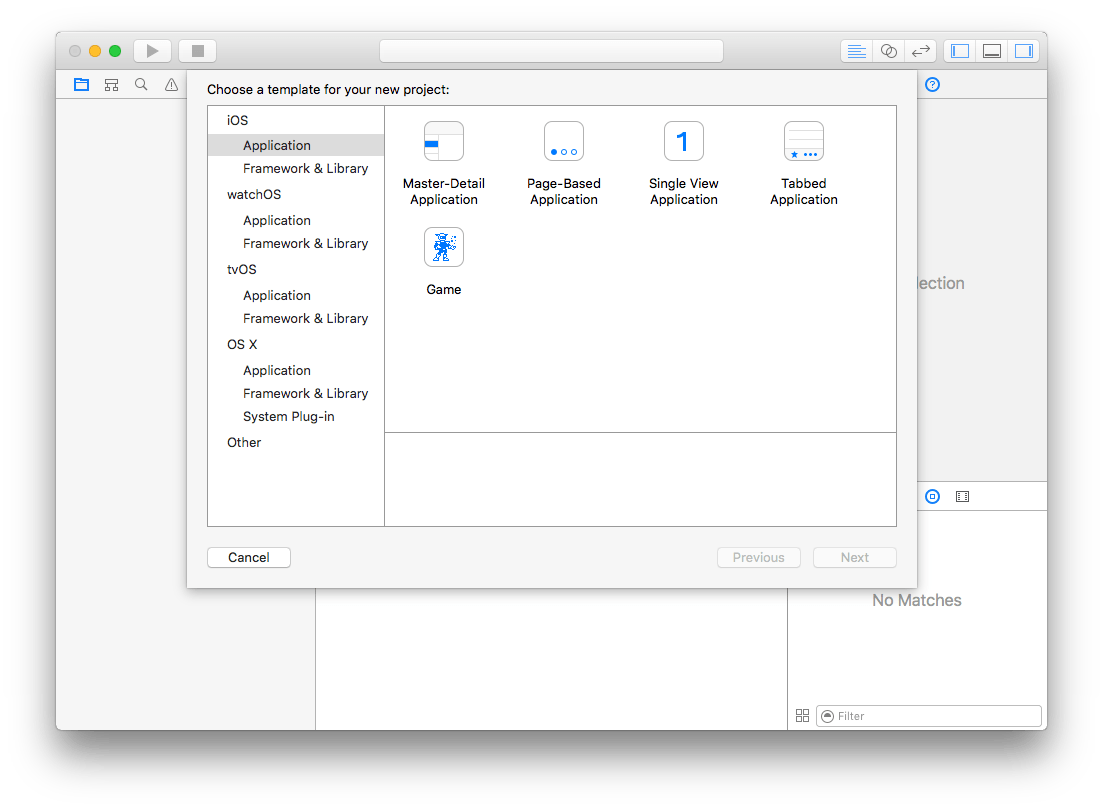 Choose a template for your new project:
iOS
Application
Framework & Library
watchOS
Application
Framework & Library
tvOS
Application
Framework & Library
OS X
Application
Framework & Library
System Plug-in
Other
1
Master-Detail
Application
Page-Based
Application
Single View
Application
Tabbed
Application
Game
?
lection
Cancel
Previous
Next
No Matches
Filter